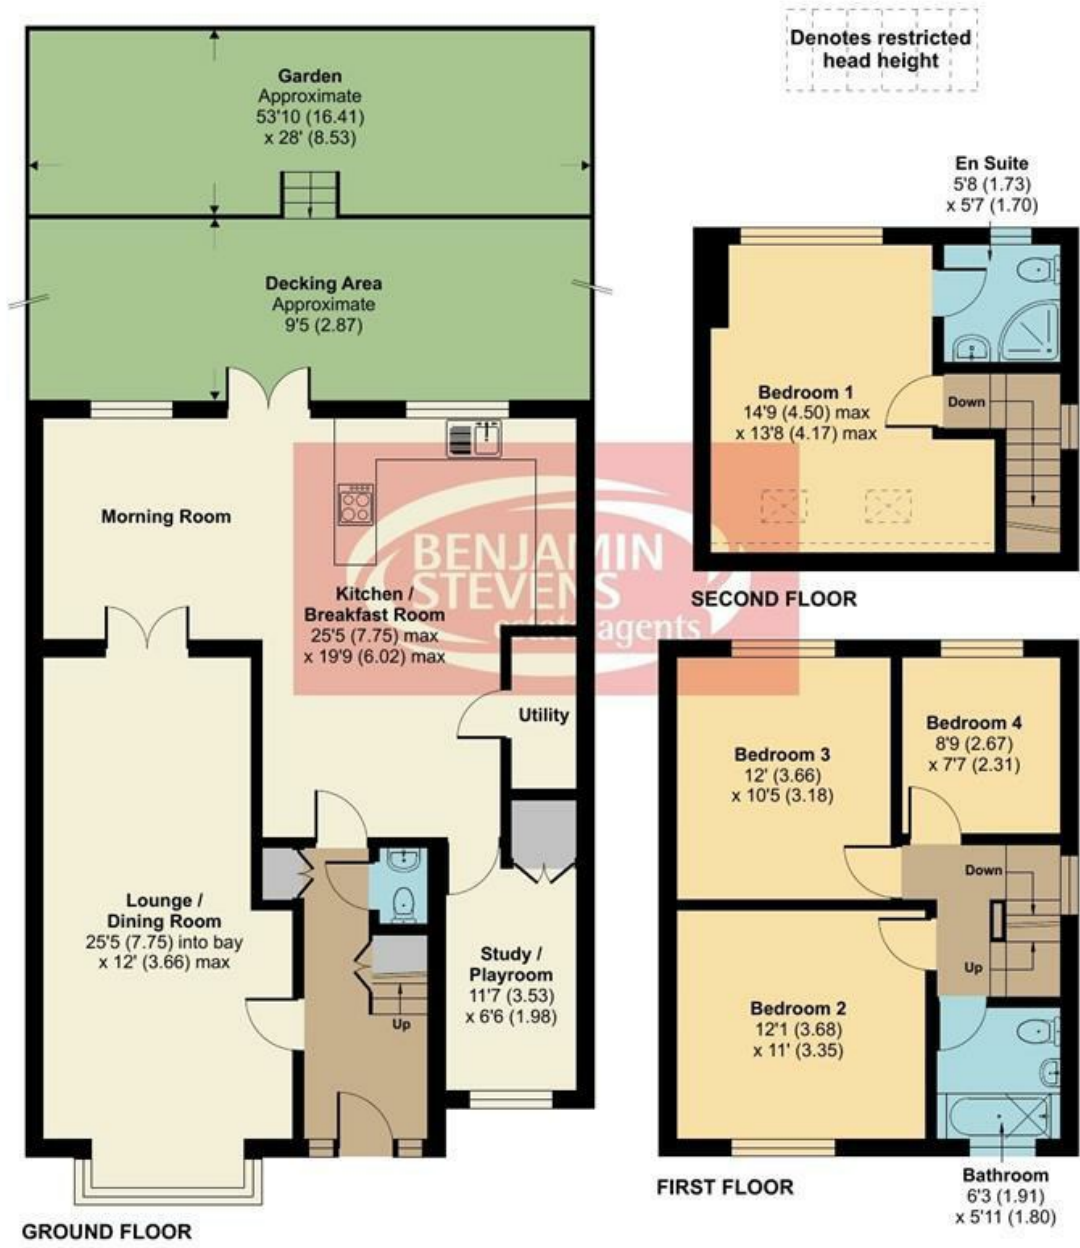 Denotes restricted
head height
Garden
Approximate
53'10 (16.41)
x 28' (8.53)
Decking Area
Approximate
9'5 (2.87)
Morning Room
Kitchen /
Breakfast Room
25'5 (7.75) max
x 19'9 (6.02) max
Utility
Lounge /
Dining Room
25'5 (7.75) into bay
x 12' (3.66) max
Study /
Playroom
11'7 (3.53)
x 6'6 (1.98)
Up
GROUND FLOOR
En Suite
5'8 (1.73)
x 5'7 (1.70)
Bedroom 1
14'9 (4.50) max
x 13'8 (4.17) max
Down
SECOND FLOOR
Bedroom 3
12' (3.66)
x 10'5 (3.18)
Bedroom 4
8'9 (2.67)
x 7'7 (2.31)
Down
Up
Bedroom 2
12'1 (3.68)
x 11' (3.35)
Bathroom
6'3 (1.91)
x 5'11 (1.80)
FIRST FLOOR
BENJAMIN
STEVENS
estate agents